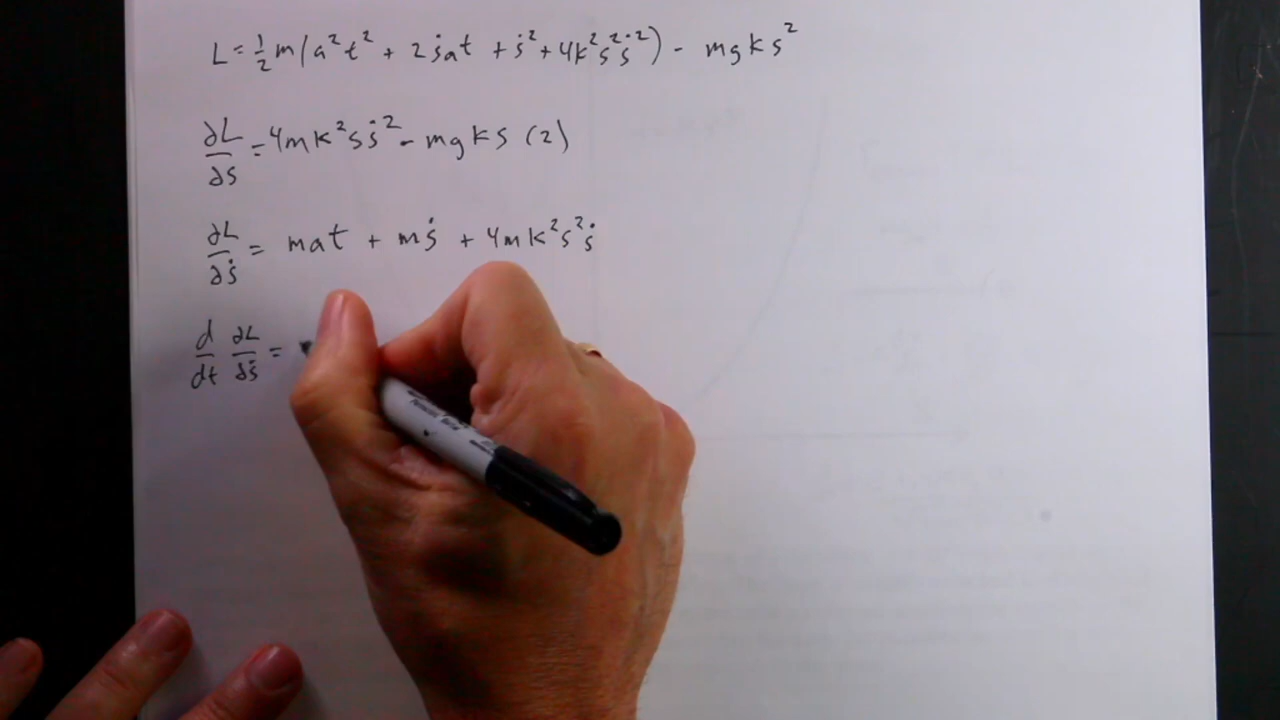 L = 1/2 m(a²t² + 2ṡat + ṡ² + 4k²s²ṡ²) - mgks²
∂L/∂s = 4mk²sṡ² - mgks (2)
∂L/∂ṡ = mat + mṡ + 4mk²s²ṡ
d/dt ∂L/∂ṡ =